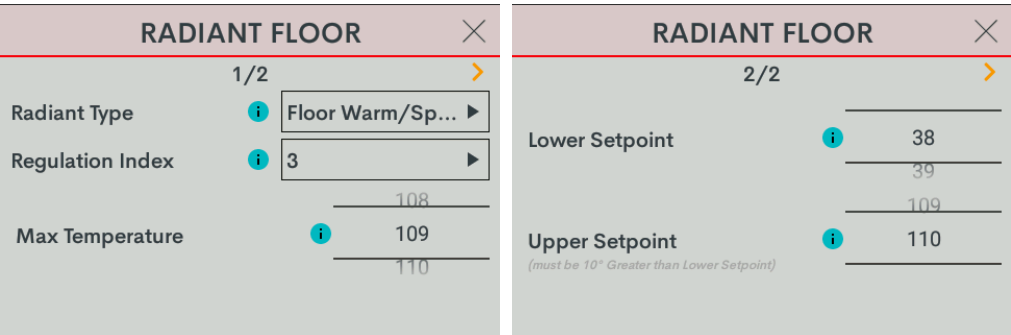 RADIANT FLOOR
1/2
Radiant Type
Floor Warm/Sp...
Regulation Index
3
108
Max Temperature
109
110
RADIANT FLOOR
2/2
Lower Setpoint
38
39
109
Upper Setpoint
110
(must be 10° Greater than Lower Setpoint)